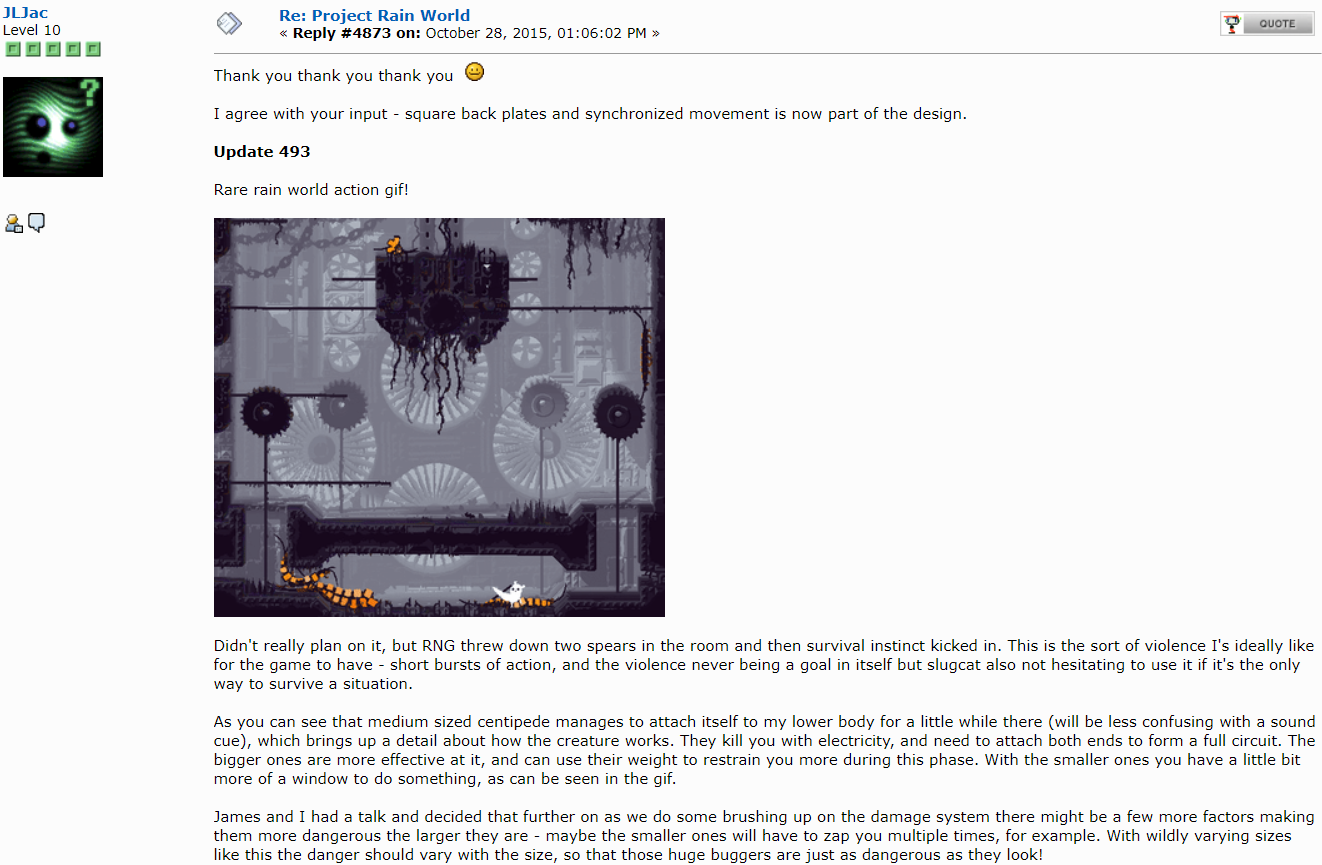 JLJac
Level 10
Re: Project Rain World
« Reply #4873 on: October 28, 2015, 01:06:02 PM »
QUOTE
Thank you thank you thank you
I agree with your input - square back plates and synchronized movement is now part of the design.
Update 493
Rare rain world action gif!
Didn't really plan on it, but RNG threw down two spears in the room and then survival instinct kicked in. This is the sort of violence I's ideally like
for the game to have - short bursts of action, and the violence never being a goal in itself but slugcat also not hesitating to use it if it's the only
way to survive a situation.
As you can see that medium sized centipede manages to attach itself to my lower body for a little while there (will be less confusing with a sound
cue), which brings up a detail about how the creature works. They kill you with electricity, and need to attach both ends to form a full circuit. The
bigger ones are more effective at it, and can use their weight to restrain you more during this phase. With the smaller ones you have a little bit
more of a window to do something, as can be seen in the gif.
James and I had a talk and decided that further on as we do some brushing up on the damage system there might be a few more factors making
them more dangerous the larger they are - maybe the smaller ones will have to zap you multiple times, for example. With wildly varying sizes
like this the danger should vary with the size, so that those huge buggers are just as dangerous as they look!